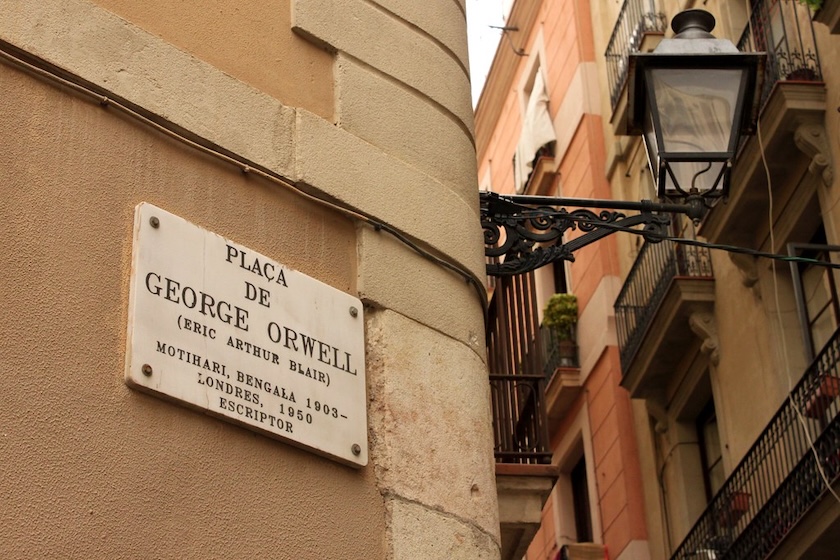 PLAÇA
DE
GEORGE ORWELL
(ERIC ARTHUR BLAIR)
MOTIHARI, BENGALA 1903–
LONDRES, 1950
ESCRIPTOR